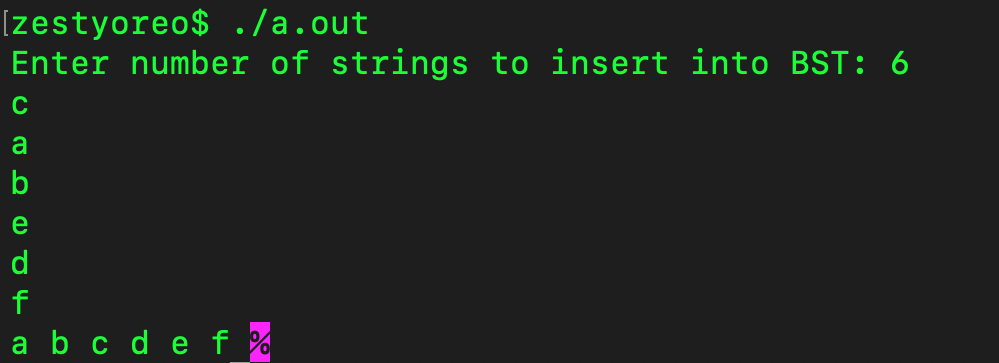 [zestyoreo$ ./a.out
Enter number of strings to insert into BST: 6
c
a
b
e
d
f
a b c d e f %